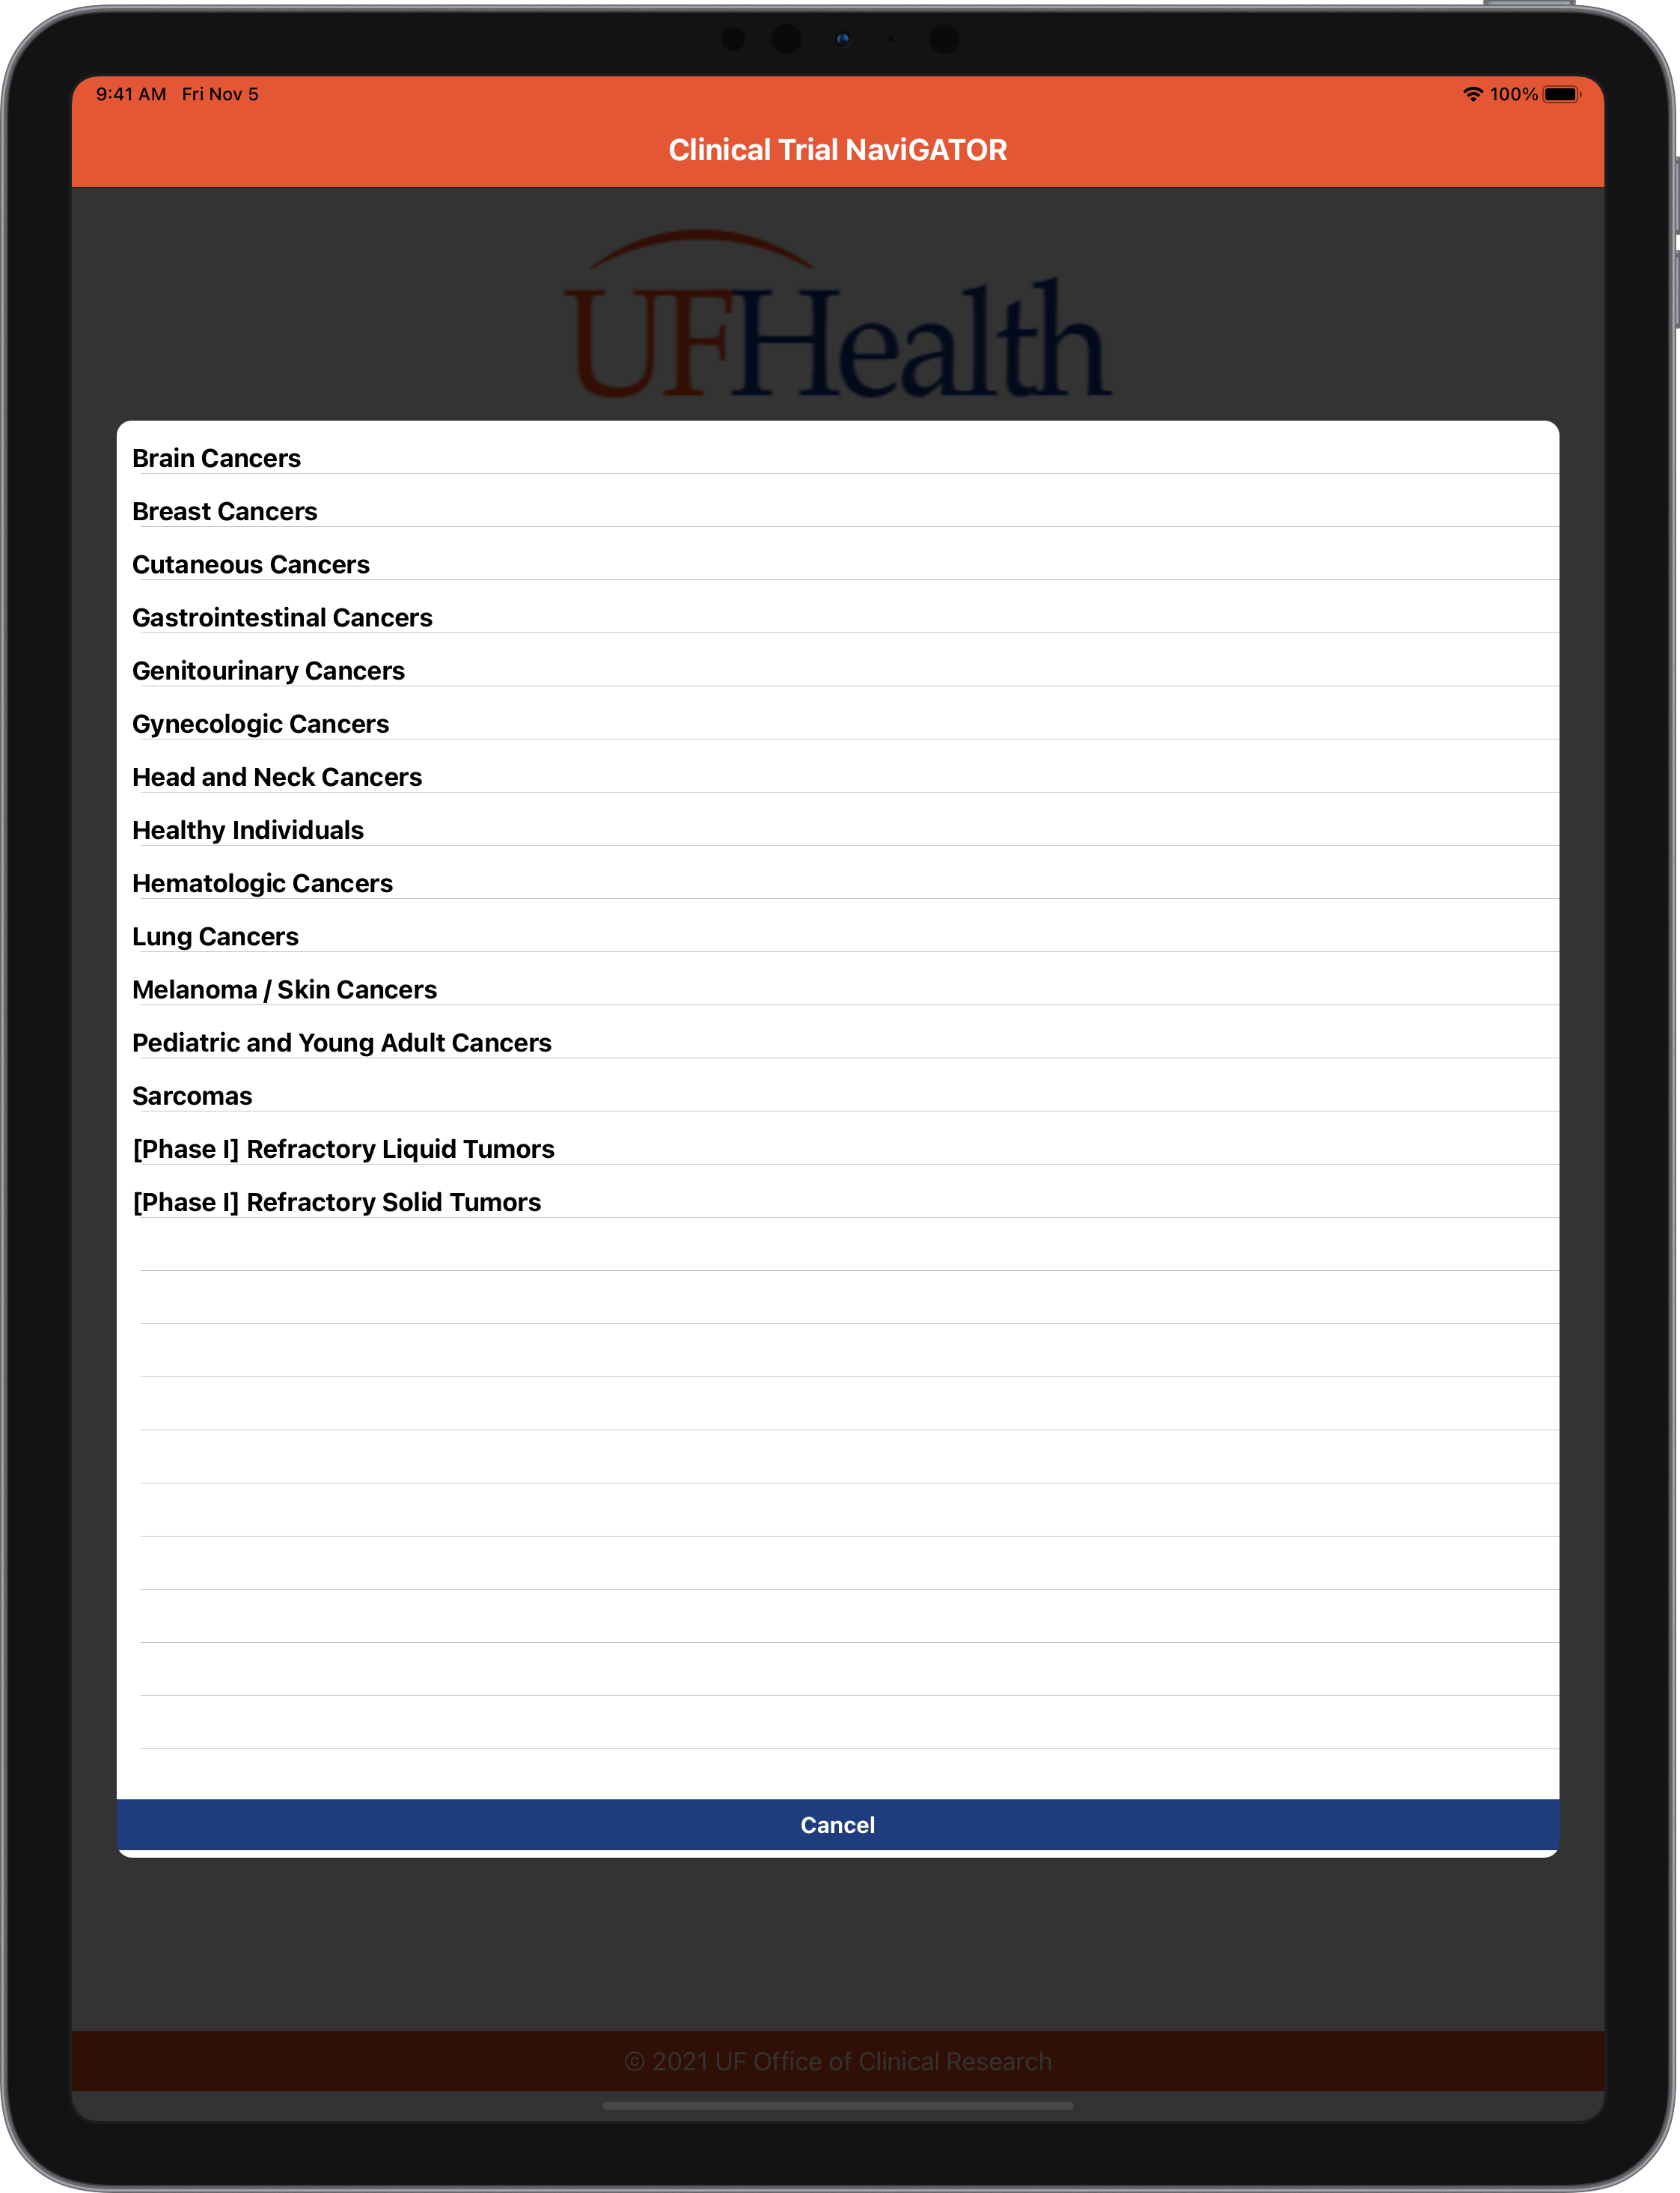 9:41 AM Fri Nov 5 100%
Clinical Trial NaviGATOR
UFHealth
Brain Cancers
Breast Cancers
Cutaneous Cancers
Gastrointestinal Cancers
Genitourinary Cancers
Gynecologic Cancers
Head and Neck Cancers
Healthy Individuals
Hematologic Cancers
Lung Cancers
Melanoma / Skin Cancers
Pediatric and Young Adult Cancers
Sarcomas
[Phase I] Refractory Liquid Tumors
[Phase I] Refractory Solid Tumors
Cancel
© 2021 UF Office of Clinical Research